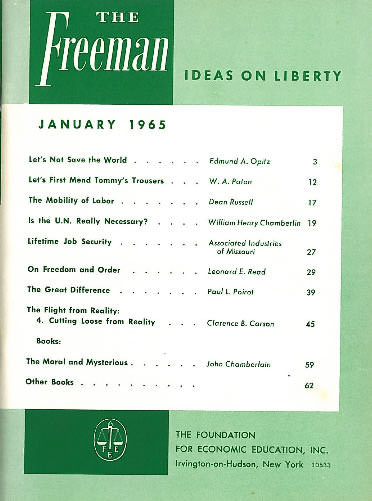 THE
Freeman
IDEAS ON LIBERTY
JANUARY 1965
Let's Not Save the World . . . . . . Edmund A. Opitz 3
Let's First Mend Tommy's Trousers . . . W. A. Paton 12
The Mobility of Labor . . . . . . . Dean Russell 17
Is the U.N. Really Necessary? . . . . William Henry Chamberlin 19
Lifetime Job Security . . . . . . . Associated Industries
of Missouri 27
On Freedom and Order . . . . . . . Leonard E. Read 29
The Great Difference . . . . . . . Paul L. Poirot 39
The Flight from Reality:
4. Cutting Loose from Reality . . . Clarence B. Carson 45
Books:
The Moral and Mysterious . . . . . . John Chamberlain 59
Other Books . . . . . . . . . . 62
F E E
THE FOUNDATION
FOR ECONOMIC EDUCATION, INC.
Irvington-on-Hudson, New York 10533